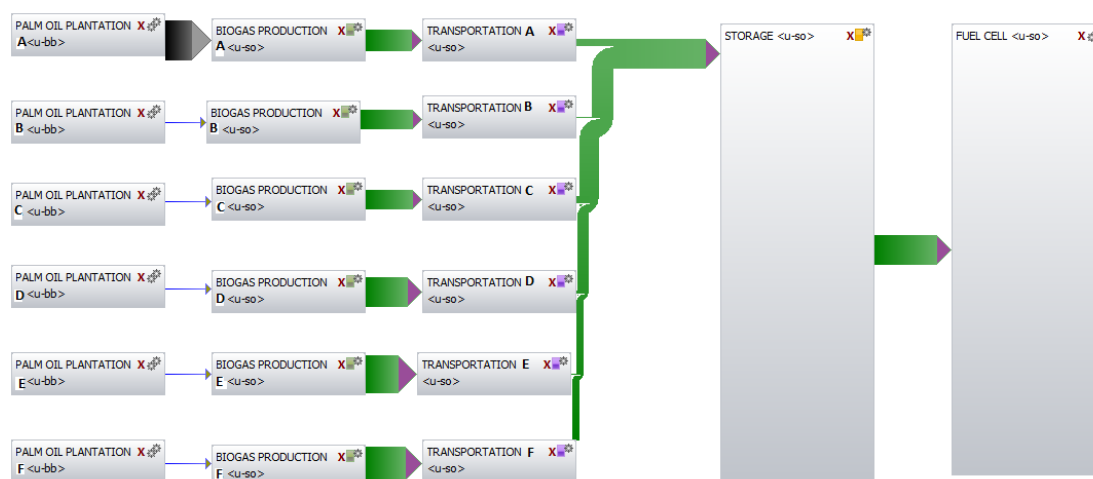 PALM OIL PLANTATION X
A <u-bb>
BIOGAS PRODUCTION X
A <u-so>
TRANSPORTATION A X
<u-so>
STORAGE <u-so> X
FUEL CELL <u-so> X
PALM OIL PLANTATION X
B <u-bb>
BIOGAS PRODUCTION X
B <u-so>
TRANSPORTATION B X
<u-so>
PALM OIL PLANTATION X
C <u-bb>
BIOGAS PRODUCTION X
C <u-so>
TRANSPORTATION C X
<u-so>
PALM OIL PLANTATION X
D <u-bb>
BIOGAS PRODUCTION X
D <u-so>
TRANSPORTATION D X
<u-so>
PALM OIL PLANTATION X
E <u-bb>
BIOGAS PRODUCTION X
E <u-so>
TRANSPORTATION E X
<u-so>
PALM OIL PLANTATION X
F <u-bb>
BIOGAS PRODUCTION X
F <u-so>
TRANSPORTATION F X
<u-so>